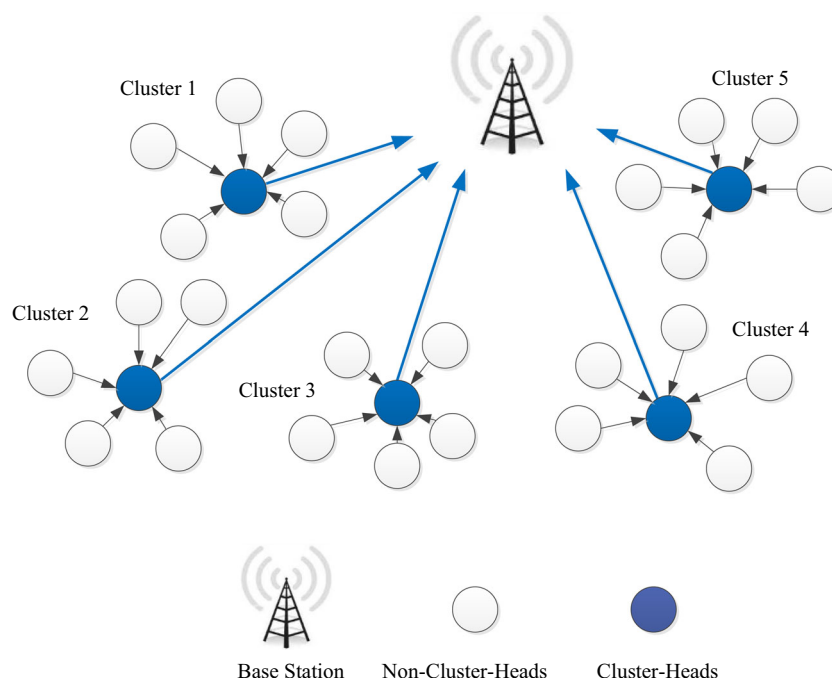 Cluster 5
Cluster 1
Cluster 2
Cluster 4
Cluster 3
Base Station
Non-Cluster-Heads
Cluster-Heads